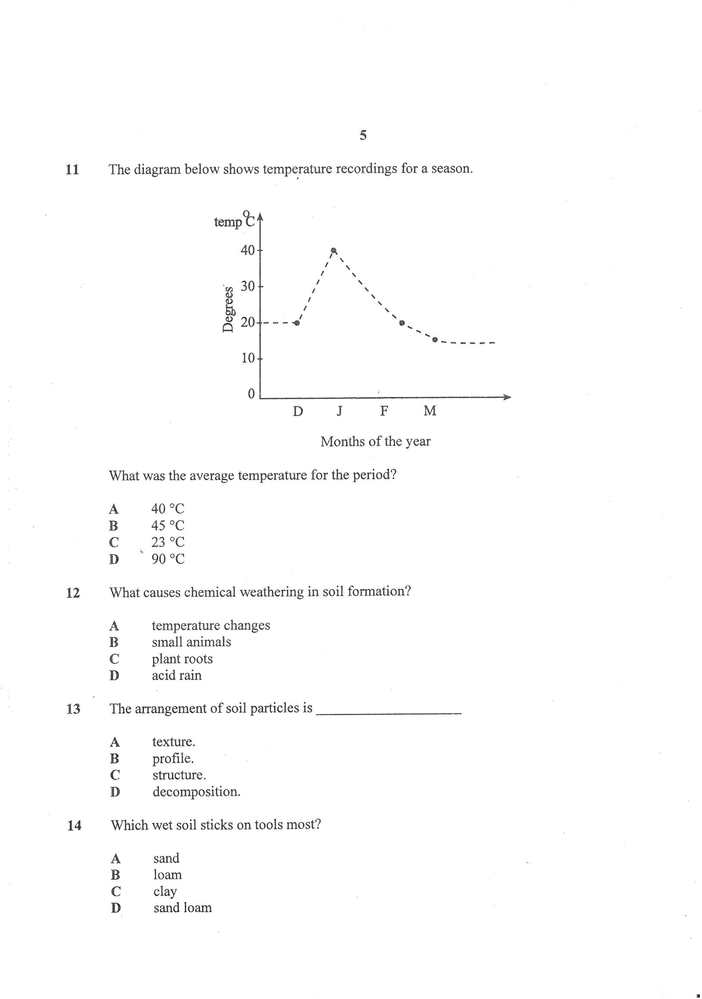 5
11 The diagram below shows temperature recordings for a season.
temp °C
40
30
20
10
0
Degrees
D J F M
Months of the year
What was the average temperature for the period?
A 40 °C
B 45 °C
C 23 °C
D 90 °C
12 What causes chemical weathering in soil formation?
A temperature changes
B small animals
C plant roots
D acid rain
13 The arrangement of soil particles is ____________________
A texture.
B profile.
C structure.
D decomposition.
14 Which wet soil sticks on tools most?
A sand
B loam
C clay
D sand loam